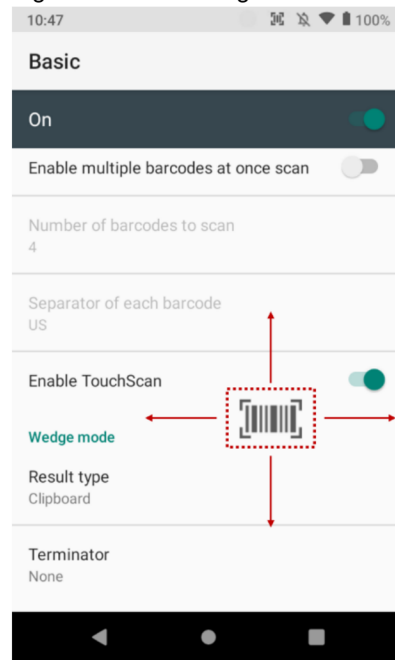 10:47 100%
Basic
On
Enable multiple barcodes at once scan
Number of barcodes to scan
4
Separator of each barcode
US
Enable TouchScan
Wedge mode
Result type
Clipboard
Terminator
None